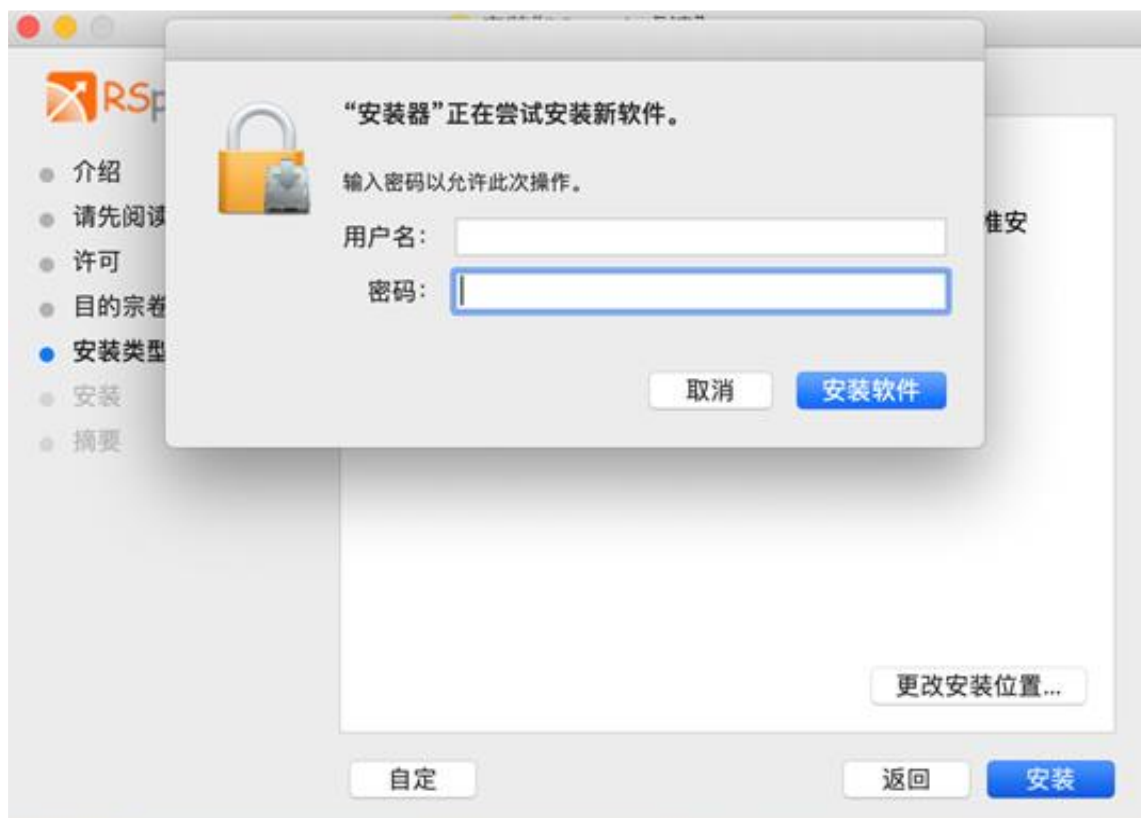 RSp
介绍
请先阅读
许可
目的宗卷
安装类型
安装
摘要
“安装器”正在尝试安装新软件。
输入密码以允许此次操作。
用户名：
密码：
取消
安装软件
准安
更改安装位置...
自定
返回
安装